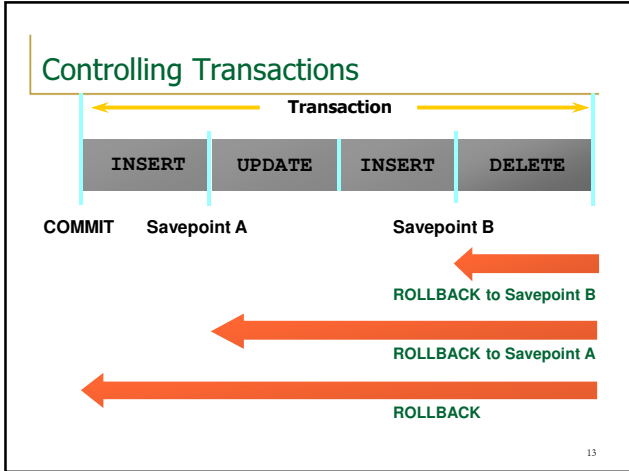 Controlling Transactions
Transaction
INSERT UPDATE INSERT DELETE
COMMIT Savepoint A Savepoint B
ROLLBACK to Savepoint B
ROLLBACK to Savepoint A
ROLLBACK
13